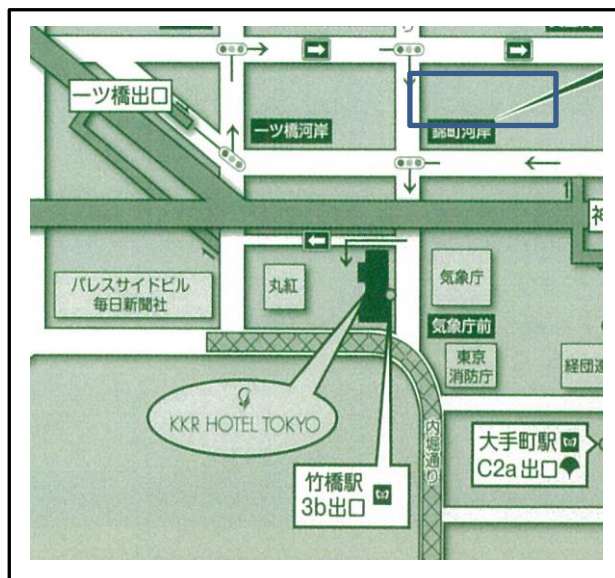 一ツ橋出口
一ツ橋河岸
錦町河岸
パレスサイドビル
毎日新聞社
丸紅
気象庁
気象庁前
東京
消防庁
KKR HOTEL TOKYO
内堀通り
竹橋駅
3b出口
大手町駅
C2a出口